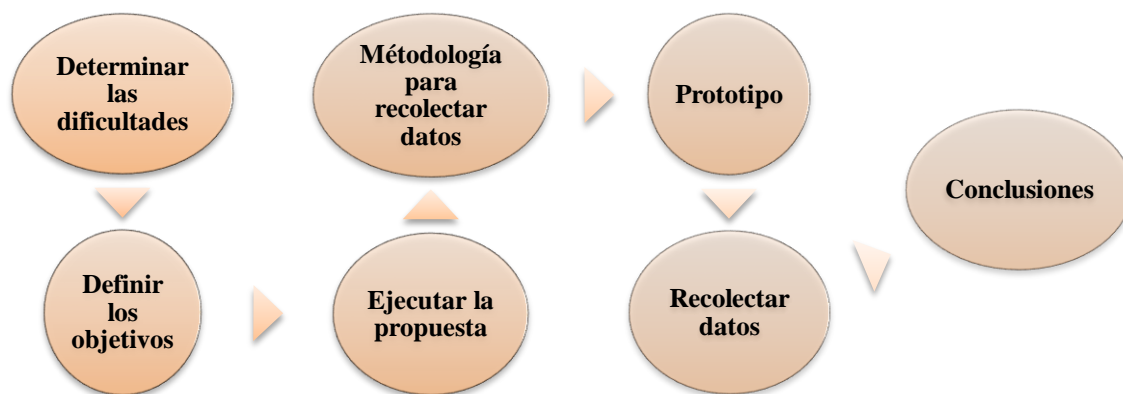 Determinar
las
dificultades
Definir
los
objetivos
Ejecutar la
propuesta
Métodología
para
recolectar
datos
Prototipo
Recolectar
datos
Conclusiones